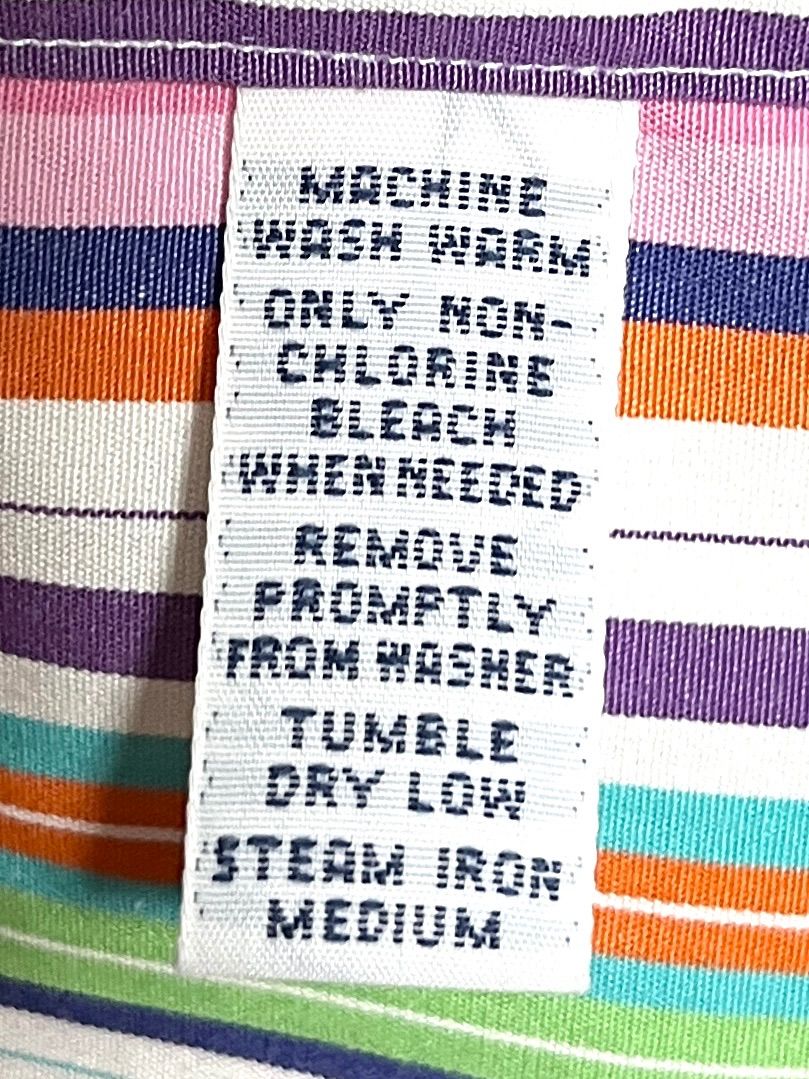 MACHINE
WASH WARM
ONLY NON-
CHLORINE
BLEACH
WHEN NEEDED
REMOVE
PROMPTLY
FROM WASHER
TUMBLE
DRY LOW
STEAM IRON
MEDIUM